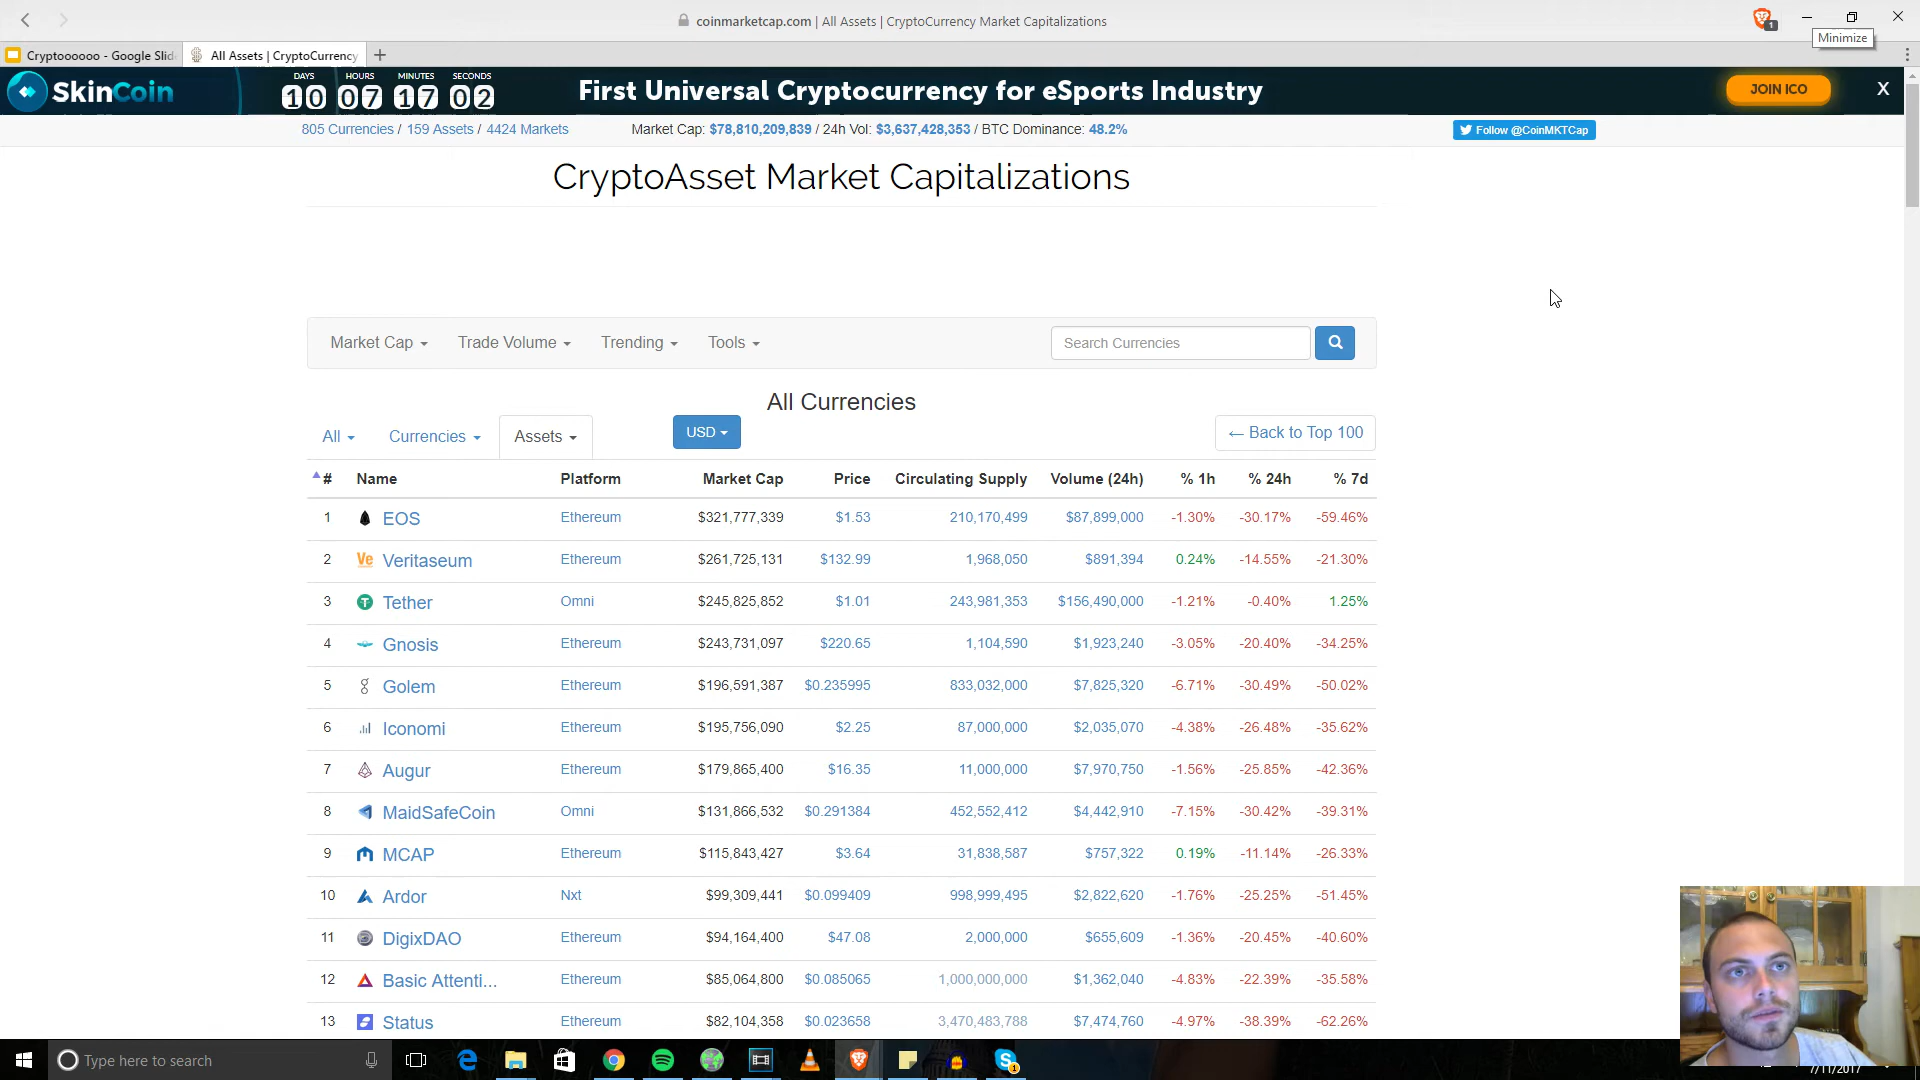 coinmarketcap.com | All Assets | CryptoCurrency Market Capitalizations
1
Minimize
Cryptoooooo - Google Slid
All Assets | CryptoCurrency
SkinCoin
DAYS HOURS MINUTES SECONDS
10 07 17 02
First Universal Cryptocurrency for eSports Industry
JOIN ICO
X
805 Currencies / 159 Assets / 4424 Markets
Market Cap: $78,810,209,839 / 24h Vol: $3,637,428,353 / BTC Dominance: 48.2%
Follow @CoinMKTCap
CryptoAsset Market Capitalizations
Market Cap Trade Volume Trending Tools Search Currencies
All Currencies
All Currencies Assets USD ← Back to Top 100
# Name Platform Market Cap Price Circulating Supply Volume (24h) % 1h % 24h % 7d
1 EOS Ethereum $321,777,339 $1.53 210,170,499 $87,899,000 -1.30% -30.17% -59.46%
2 Ve Veritaseum Ethereum $261,725,131 $132.99 1,968,050 $891,394 0.24% -14.55% -21.30%
3 Tether Omni $245,825,852 $1.01 243,981,353 $156,490,000 -1.21% -0.40% 1.25%
4 Gnosis Ethereum $243,731,097 $220.65 1,104,590 $1,923,240 -3.05% -20.40% -34.25%
5 Golem Ethereum $196,591,387 $0.235995 833,032,000 $7,825,320 -6.71% -30.49% -50.02%
6 Iconomi Ethereum $195,756,090 $2.25 87,000,000 $2,035,070 -4.38% -26.48% -35.62%
7 Augur Ethereum $179,865,400 $16.35 11,000,000 $7,970,750 -1.56% -25.85% -42.36%
8 MaidSafeCoin Omni $131,866,532 $0.291384 452,552,412 $4,442,910 -7.15% -30.42% -39.31%
9 MCAP Ethereum $115,843,427 $3.64 31,838,587 $757,322 0.19% -11.14% -26.33%
10 Ardor Nxt $99,309,441 $0.099409 998,999,495 $2,822,620 -1.76% -25.25% -51.45%
11 DigixDAO Ethereum $94,164,400 $47.08 2,000,000 $655,609 -1.36% -20.45% -40.60%
12 Basic Attenti... Ethereum $85,064,800 $0.085065 1,000,000,000 $1,362,040 -4.83% -22.39% -35.58%
13 Status Ethereum $82,104,358 $0.023658 3,470,483,788 $7,474,760 -4.97% -38.39% -62.26%
Type here to search
1
7/11/2017